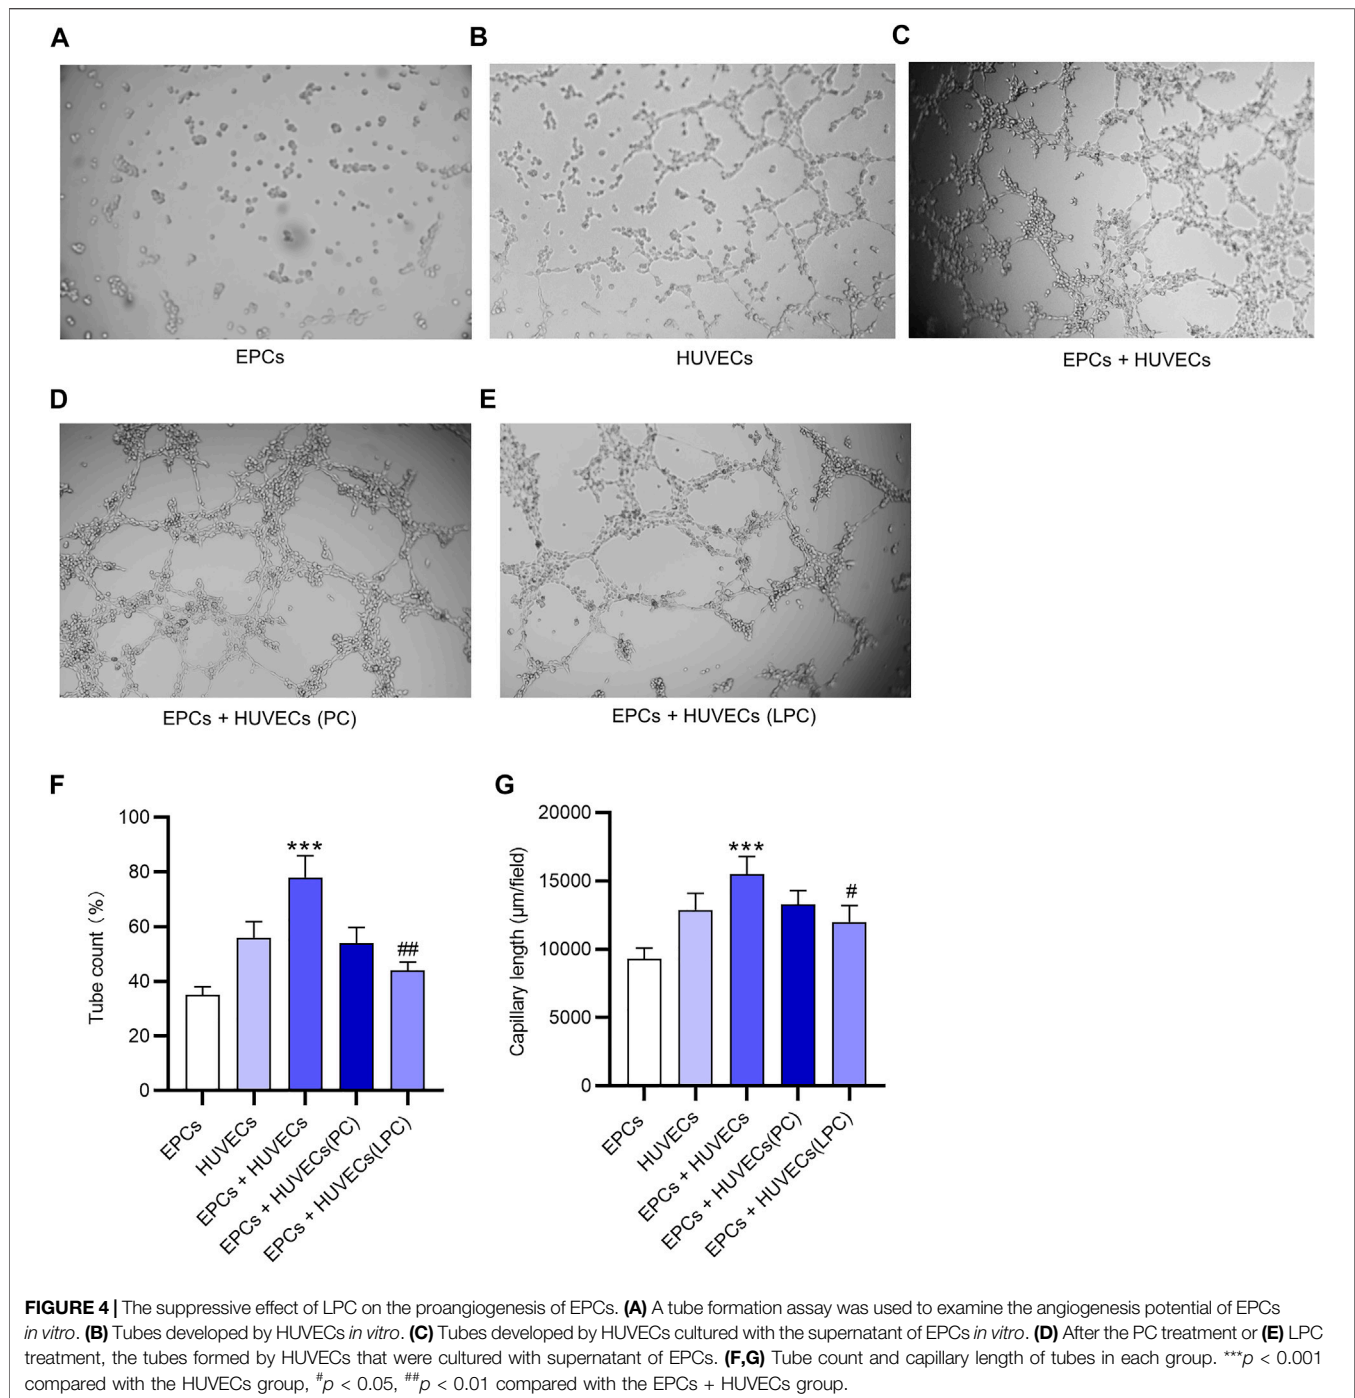 A
B
C
EPCs
HUVECs
EPCs + HUVECs
D
E
EPCs + HUVECs (PC)
EPCs + HUVECs (LPC)
F
G
100
80
60
40
20
0
Tube count (%)
***
##
EPCs
HUVECs
EPCs + HUVECs
EPCs + HUVECs(PC)
EPCs + HUVECs(LPC)
20000
15000
10000
5000
0
Capillary length (μm/field)
***
#
EPCs
HUVECs
EPCs + HUVECs
EPCs + HUVECs(PC)
EPCs + HUVECs(LPC)
FIGURE 4 | The suppressive effect of LPC on the proangiogenesis of EPCs. (A) A tube formation assay was used to examine the angiogenesis potential of EPCs
in vitro. (B) Tubes developed by HUVECs in vitro. (C) Tubes developed by HUVECs cultured with the supernatant of EPCs in vitro. (D) After the PC treatment or (E) LPC
treatment, the tubes formed by HUVECs that were cultured with supernatant of EPCs. (F,G) Tube count and capillary length of tubes in each group. ***p < 0.001
compared with the HUVECs group, #p < 0.05, ##p < 0.01 compared with the EPCs + HUVECs group.